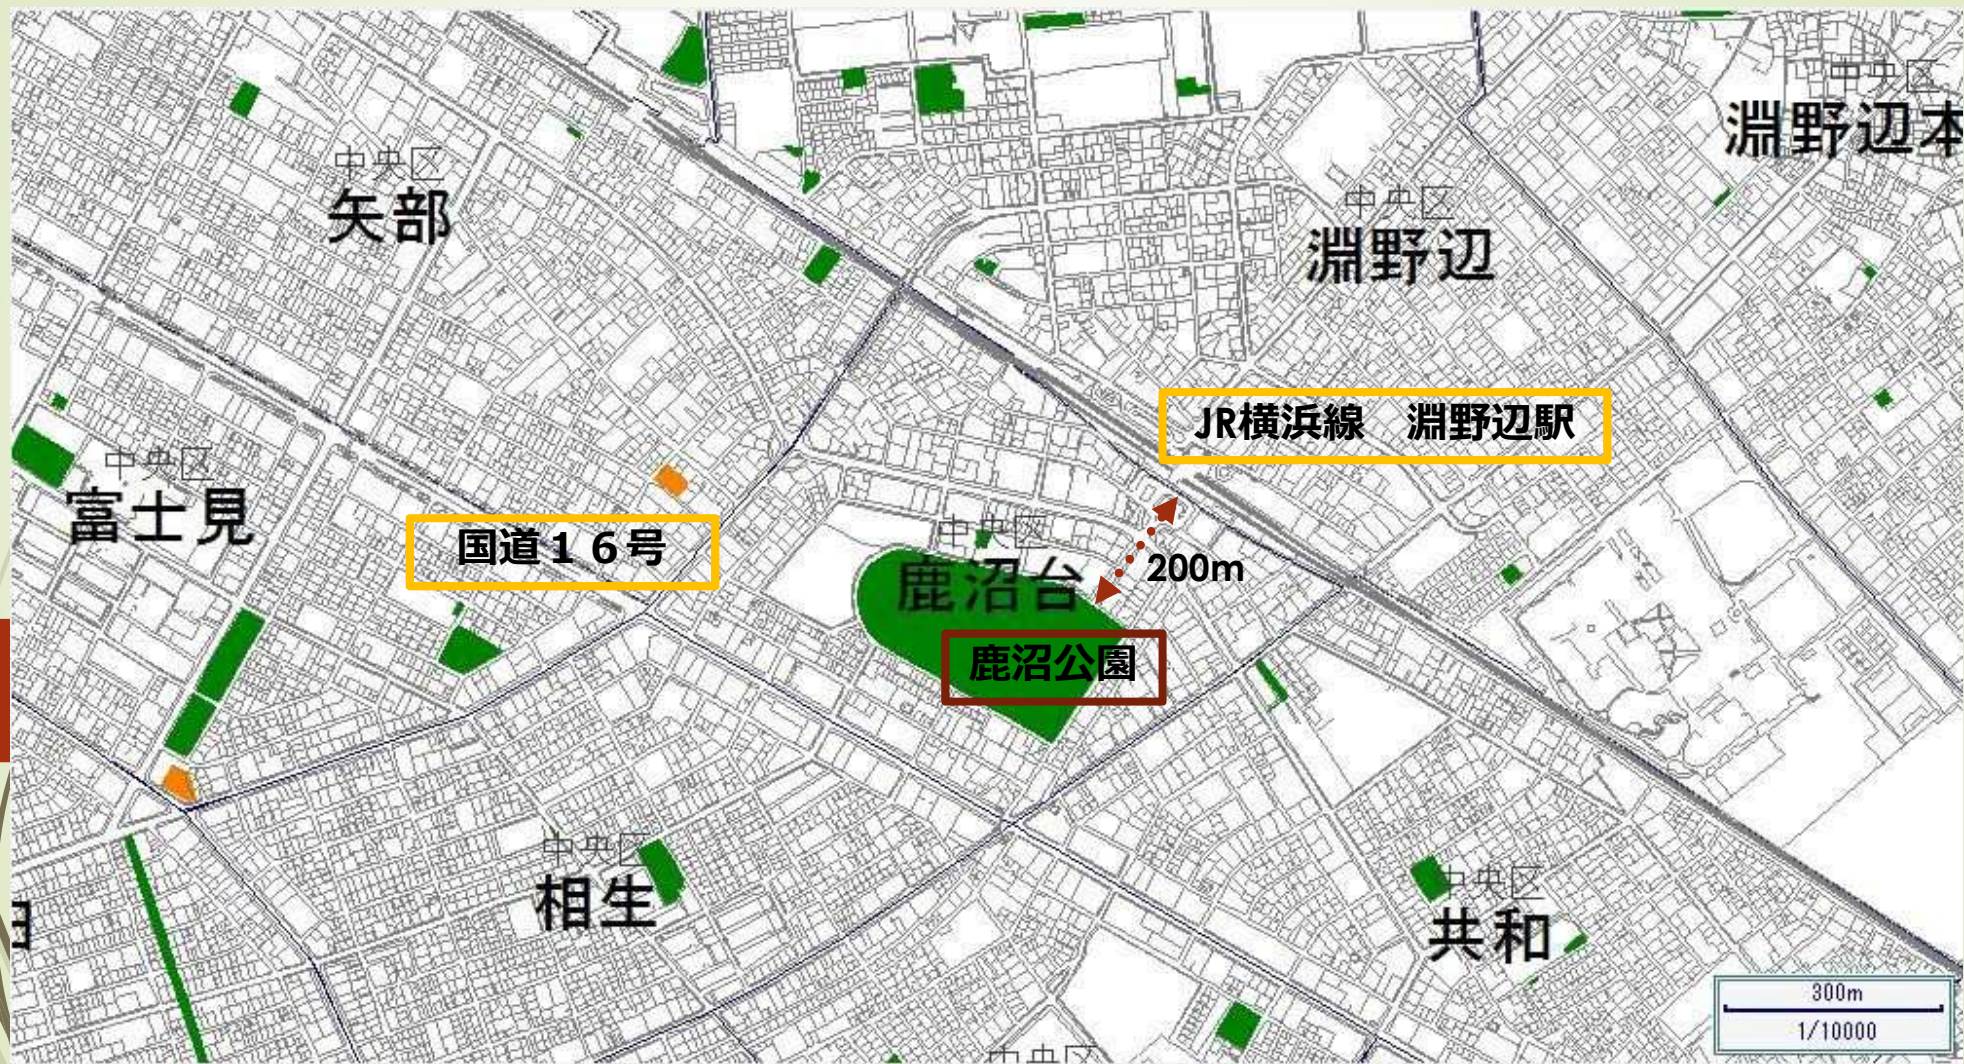 中央区
淵野辺本
中央区
矢部
中央区
淵野辺
JR横浜線　淵野辺駅
中央区
富士見
国道１６号
中央区
鹿沼台
200m
鹿沼公園
中央区
相生
中央区
共和
300m
1/10000
中央区